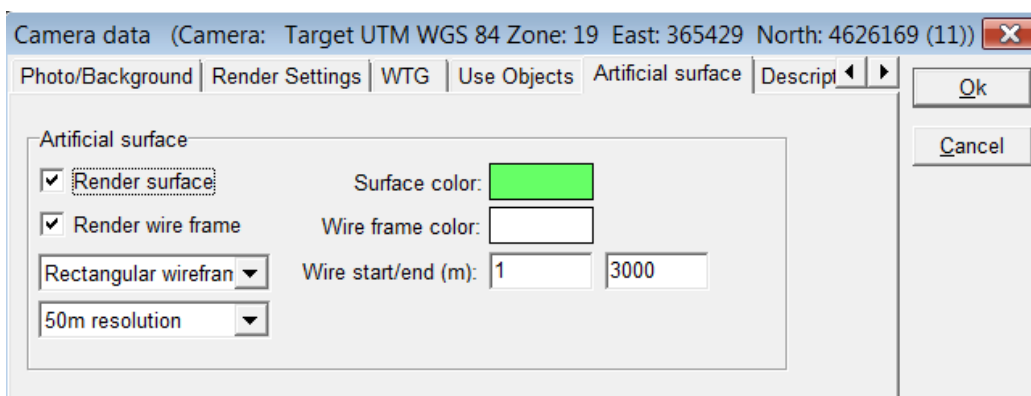 Camera data (Camera: Target UTM WGS 84 Zone: 19 East: 365429 North: 4626169 (11))
Photo/Background Render Settings WTG Use Objects Artificial surface Descript
Ok
Cancel
Artificial surface
Render surface Surface color:
Render wire frame Wire frame color:
Rectangular wirefran Wire start/end (m): 1 3000
50m resolution